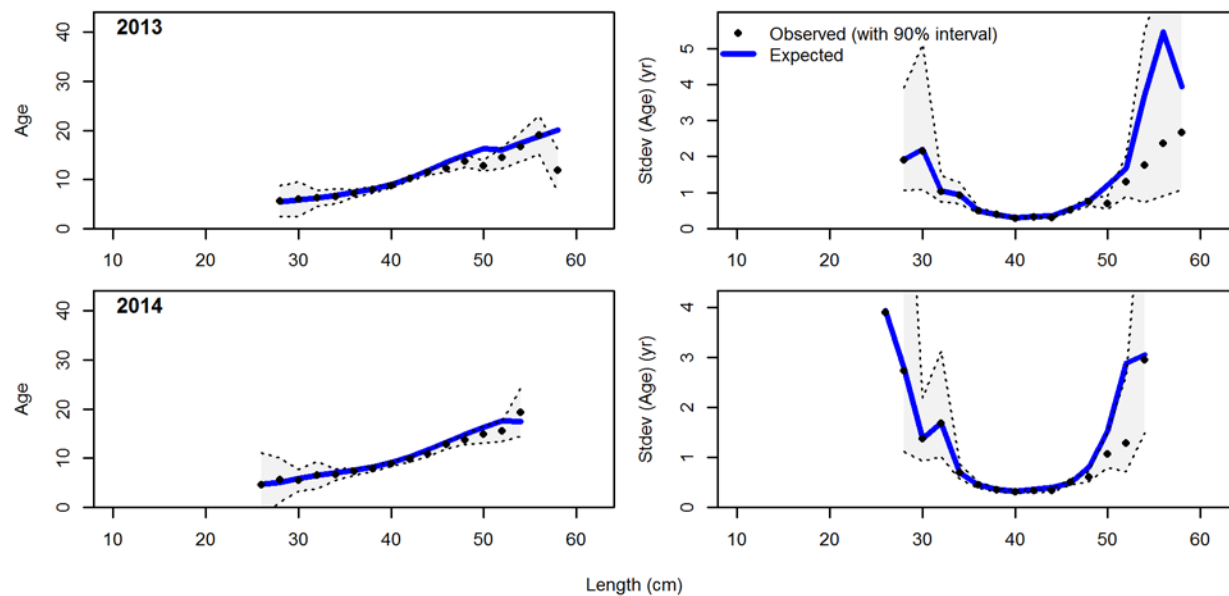 2013
Age
0 10 20 30 40
10 20 30 40 50 60
Observed (with 90% interval)
Expected
Stdev (Age) (yr)
0 1 2 3 4 5
10 20 30 40 50 60
2014
Age
0 10 20 30 40
10 20 30 40 50 60
Stdev (Age) (yr)
0 1 2 3 4
10 20 30 40 50 60
Length (cm)